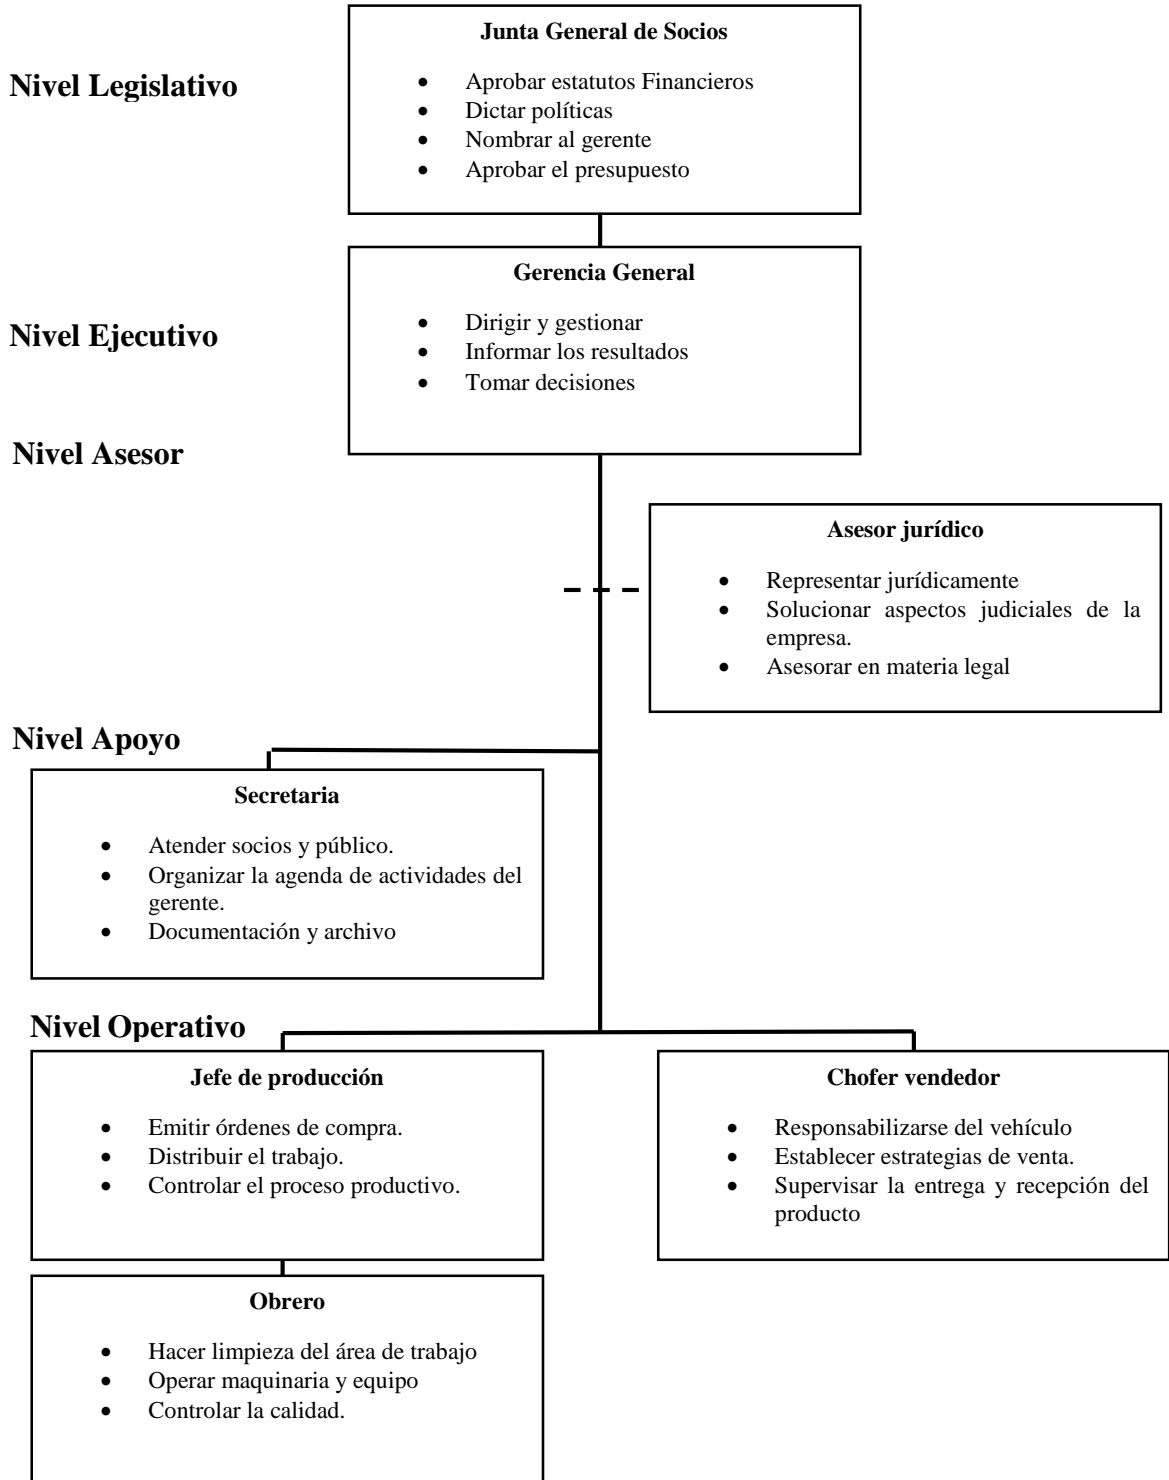 Junta General de Socios
Nivel Legislativo
• Aprobar estatutos Financieros
• Dictar políticas
• Nombrar al gerente
• Aprobar el presupuesto
Gerencia General
Nivel Ejecutivo
• Dirigir y gestionar
• Informar los resultados
• Tomar decisiones
Nivel Asesor
Asesor jurídico
• Representar jurídicamente
• Solucionar aspectos judiciales de la
empresa.
• Asesorar en materia legal
Nivel Apoyo
Secretaria
• Atender socios y público.
• Organizar la agenda de actividades del
gerente.
• Documentación y archivo
Nivel Operativo
Jefe de producción
• Emitir órdenes de compra.
• Distribuir el trabajo.
• Controlar el proceso productivo.
Chofer vendedor
• Responsabilizarse del vehículo
• Establecer estrategias de venta.
• Supervisar la entrega y recepción del
producto
Obrero
• Hacer limpieza del área de trabajo
• Operar maquinaria y equipo
• Controlar la calidad.